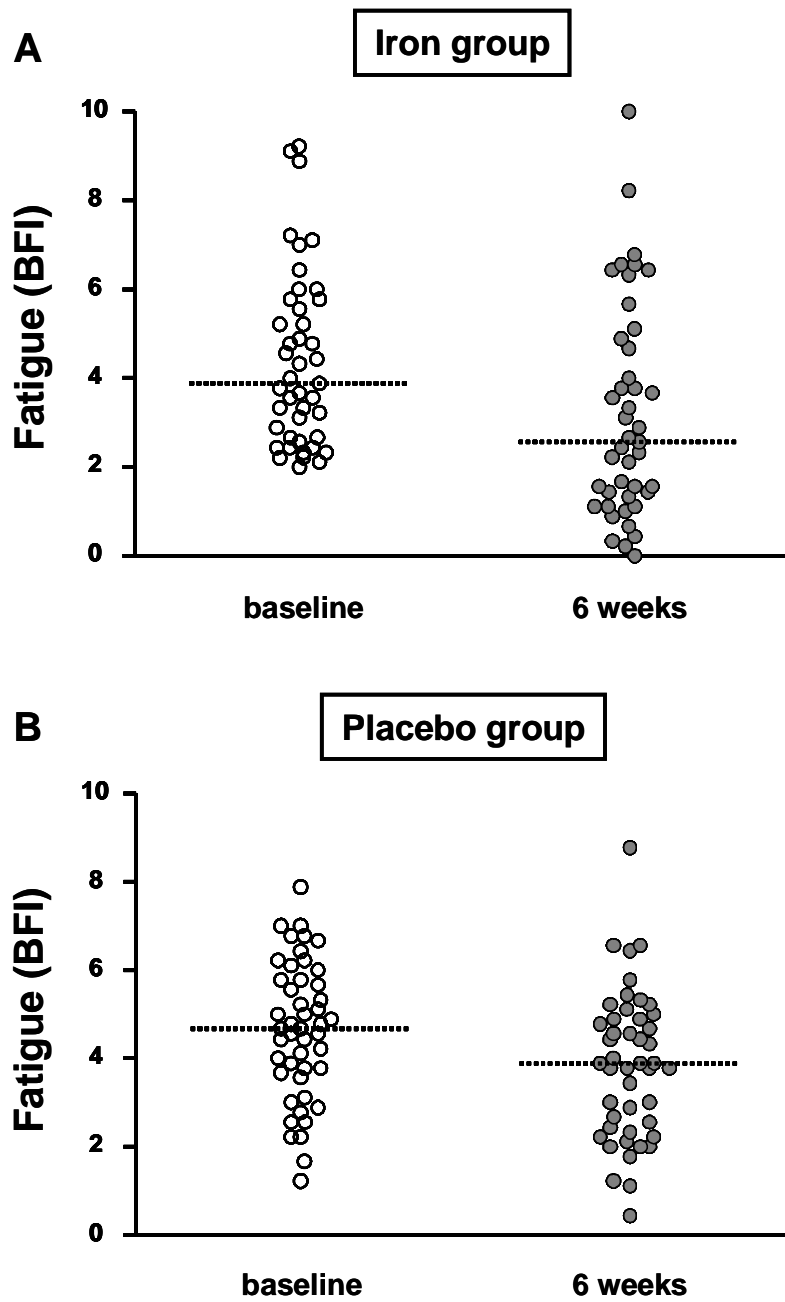 A
Iron group
Fatigue (BFI)
10
8
6
4
2
0
baseline
6 weeks
B
Placebo group
Fatigue (BFI)
10
8
6
4
2
0
baseline
6 weeks